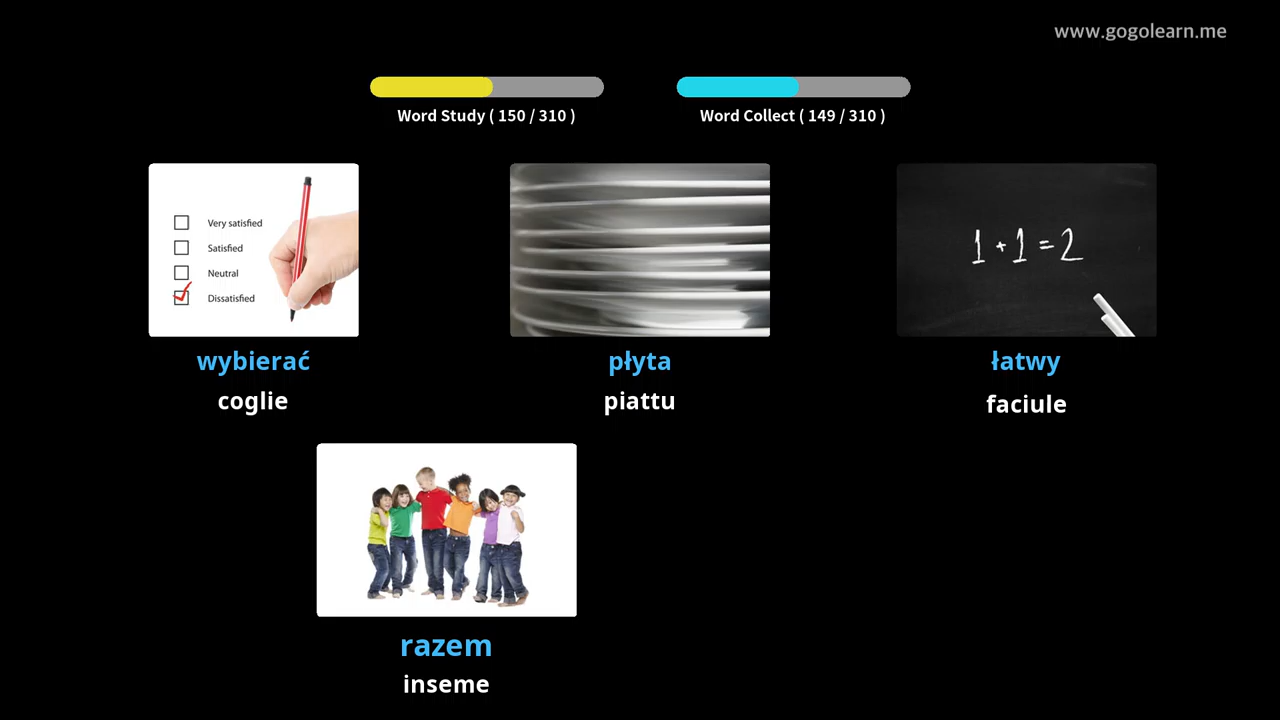 www.gogolearn.me
Word Study ( 150 / 310 )
Word Collect ( 149 / 310 )
Very satisfied
Satisfied
Neutral
Dissatisfied
1 + 1 = 2
wybierać
coglie
płyta
piattu
łatwy
faciule
razem
inseme